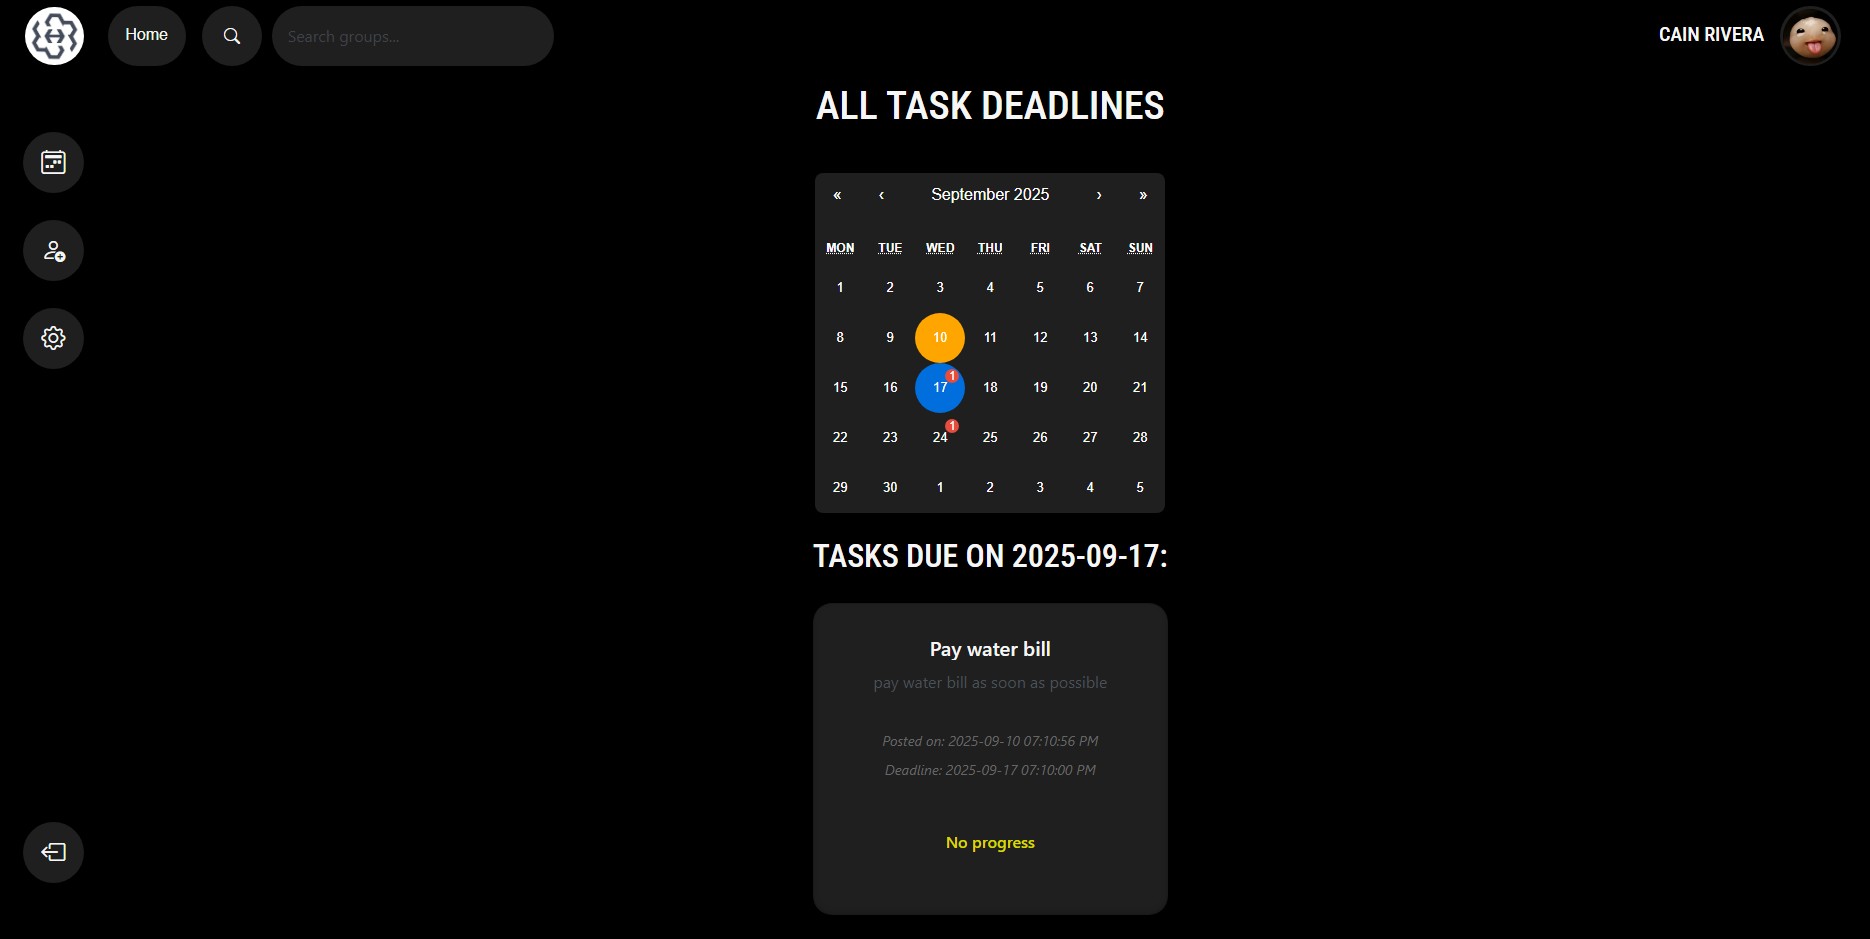 Home
Search groups...
CAIN RIVERA
ALL TASK DEADLINES
« ‹ September 2025 › »
MON TUE WED THU FRI SAT SUN
1 2 3 4 5 6 7
8 9 10 11 12 13 14
15 16 17 1 18 19 20 21
22 23 24 1 25 26 27 28
29 30 1 2 3 4 5
TASKS DUE ON 2025-09-17:
Pay water bill
pay water bill as soon as possible
Posted on: 2025-09-10 07:10:56 PM
Deadline: 2025-09-17 07:10:00 PM
No progress